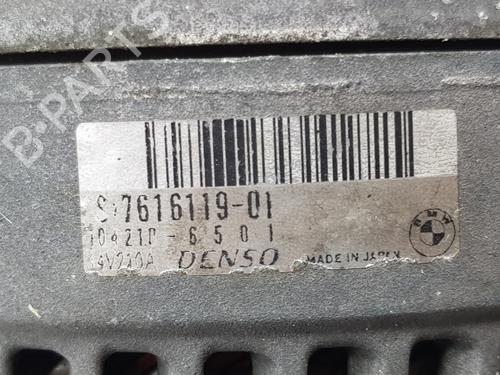 B-PARTS
S 7616119-01
104210-6501
14V210A DENSO MADE IN JAPAN
BMW